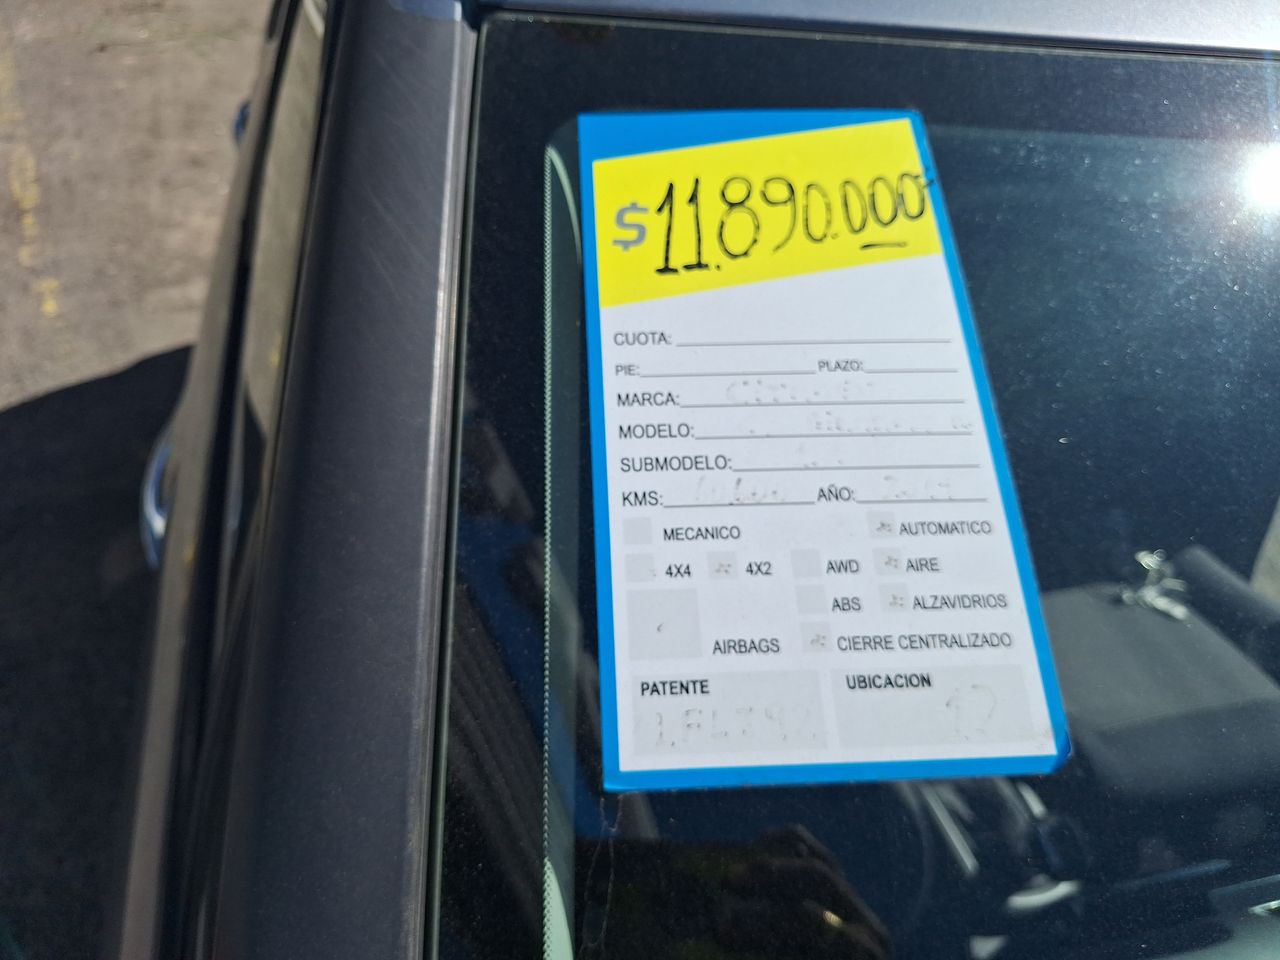 $11.890.000-
CUOTA:
PIE: PLAZO:
MARCA:
MODELO:
SUBMODELO:
KMS: AÑO:
MECANICO AUTOMATICO
4X4 4X2 AWD AIRE
ABS ALZAVIDRIOS
AIRBAGS CIERRE CENTRALIZADO
PATENTE UBICACION
12